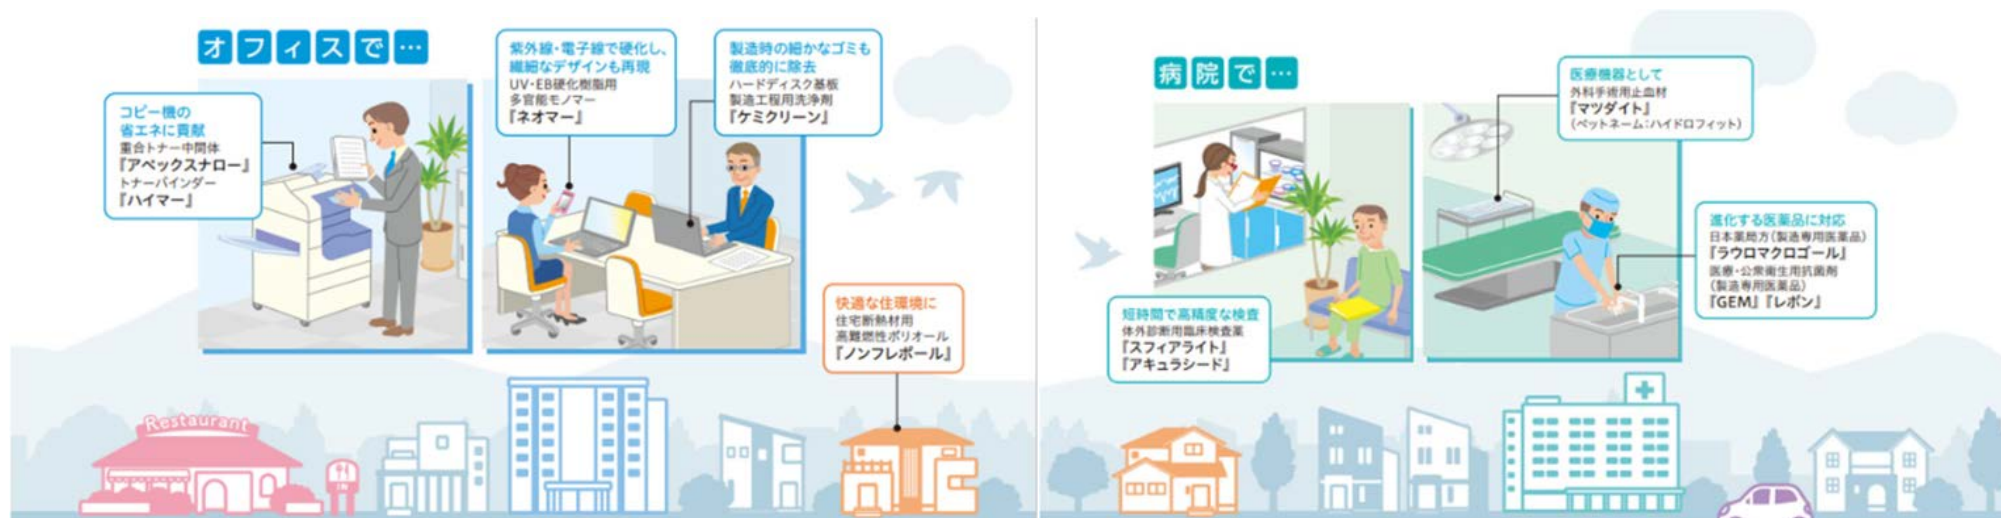 オフィスで…
コピー機の
省エネに貢献
重合トナー中間体
『アペックスナロー』
トナーバインダー
『ハイマー』
紫外線・電子線で硬化し、
繊細なデザインも再現
UV・EB硬化樹脂用
多官能モノマー
『ネオマー』
製造時の細かなゴミも
徹底的に除去
ハードディスク基板
製造工程用洗浄剤
『ケミクリーン』
快適な住環境に
住宅断熱材用
高難燃性ポリオール
『ノンフレポール』
Restaurant
病院で…
短時間で高精度な検査
体外診断用臨床検査薬
『スフィアライト』
『アキュラシード』
医療機器として
外科手術用止血材
『マツダイト』
(ペットネーム:ハイドロフィット)
進化する医薬品に対応
日本薬局方(製造専用医薬品)
『ラウロマクロゴール』
医療・公衆衛生用抗菌剤
(製造専用医薬品)
『GEM』『レボン』